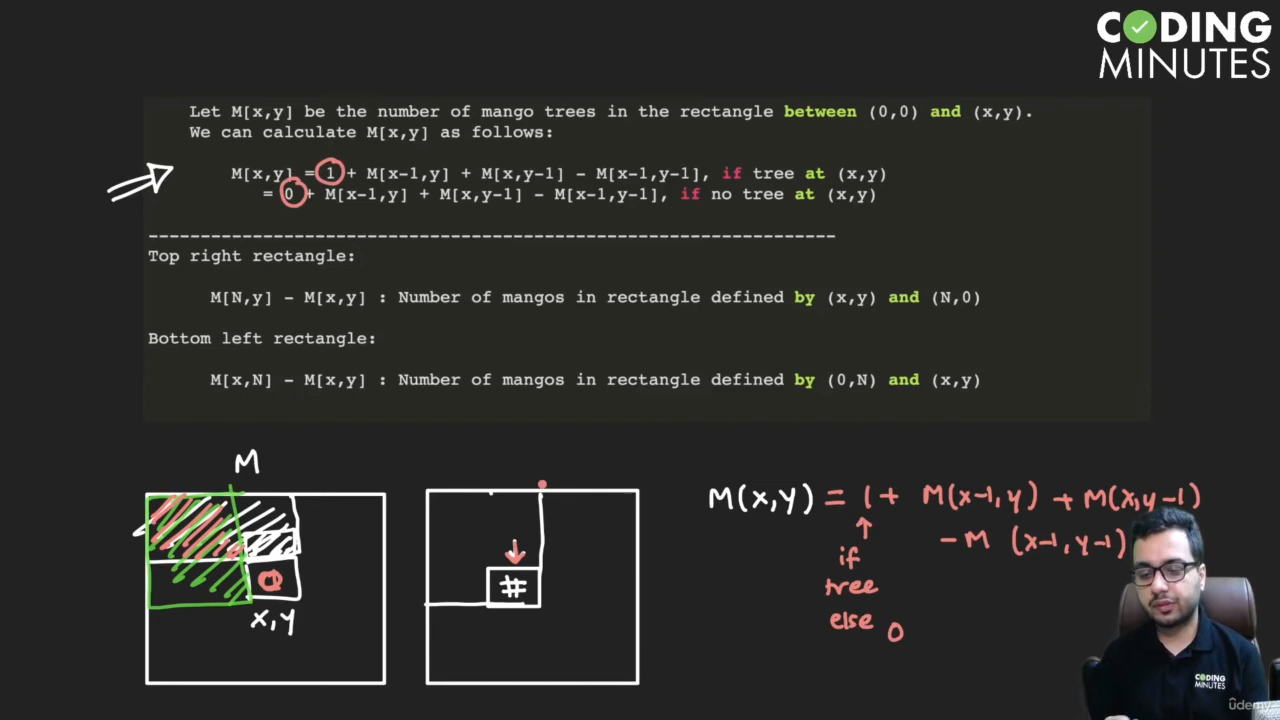 CODING
MINUTES
Let M[x,y] be the number of mango trees in the rectangle between (0,0) and (x,y).
We can calculate M[x,y] as follows:
M[x,y] = 1 + M[x-1,y] + M[x,y-1] - M[x-1,y-1], if tree at (x,y)
= 0 + M[x-1,y] + M[x,y-1] - M[x-1,y-1], if no tree at (x,y)
------------------------------------------------------------------
Top right rectangle:
M[N,y] - M[x,y] : Number of mangos in rectangle defined by (x,y) and (N,0)
Bottom left rectangle:
M[x,N] - M[x,y] : Number of mangos in rectangle defined by (0,N) and (x,y)
M
x,y
#
M(x,y) = 1 + M(x-1,y) + M(x,y-1)
- M (x-1,y-1)
if
tree
else 0
CODING
MINUTES
ûdemy